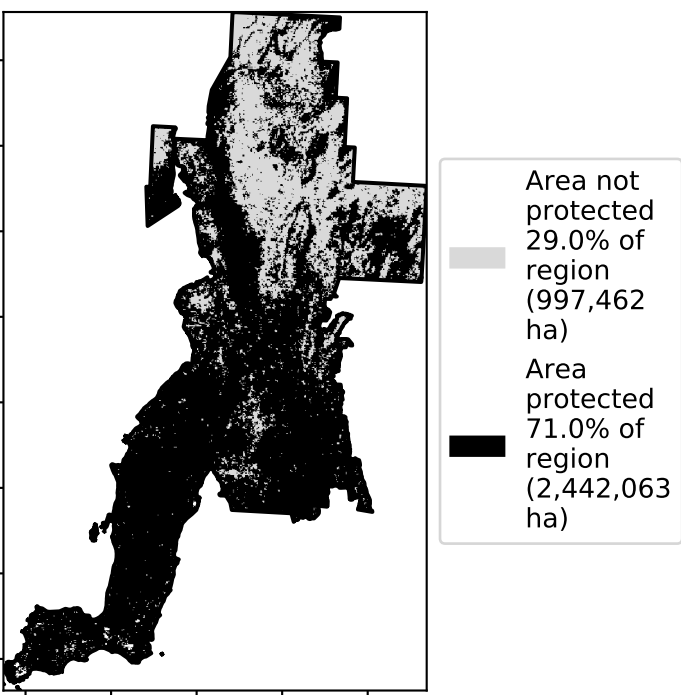 Area not
protected
29.0% of
region
(997,462
ha)
Area
protected
71.0% of
region
(2,442,063
ha)